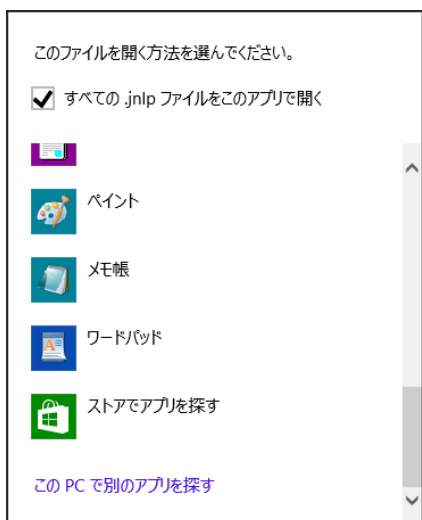 このファイルを開く方法を選んでください。
すべての .jnlp ファイルをこのアプリで開く
ペイント
メモ帳
ワードパッド
ストアでアプリを探す
この PC で別のアプリを探す